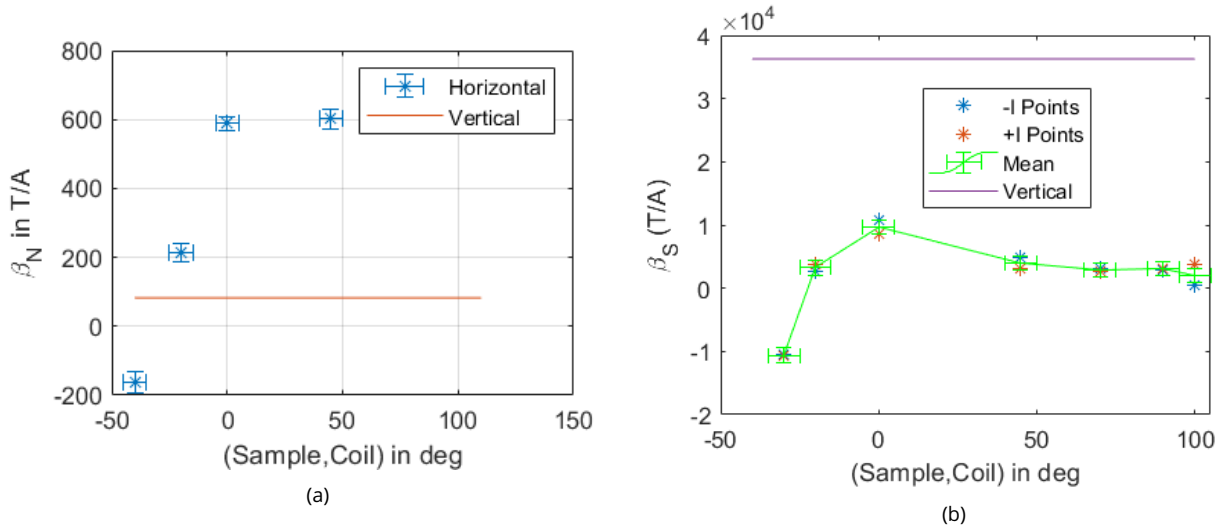 800
600
400
200
0
-200
-50
0
50
100
150
β_N in T/A
(Sample,Coil) in deg
Horizontal
Vertical
(a)
×10⁴
4
3
2
1
0
-1
-2
-50
0
50
100
β_S (T/A)
(Sample,Coil) in deg
-I Points
+I Points
Mean
Vertical
(b)